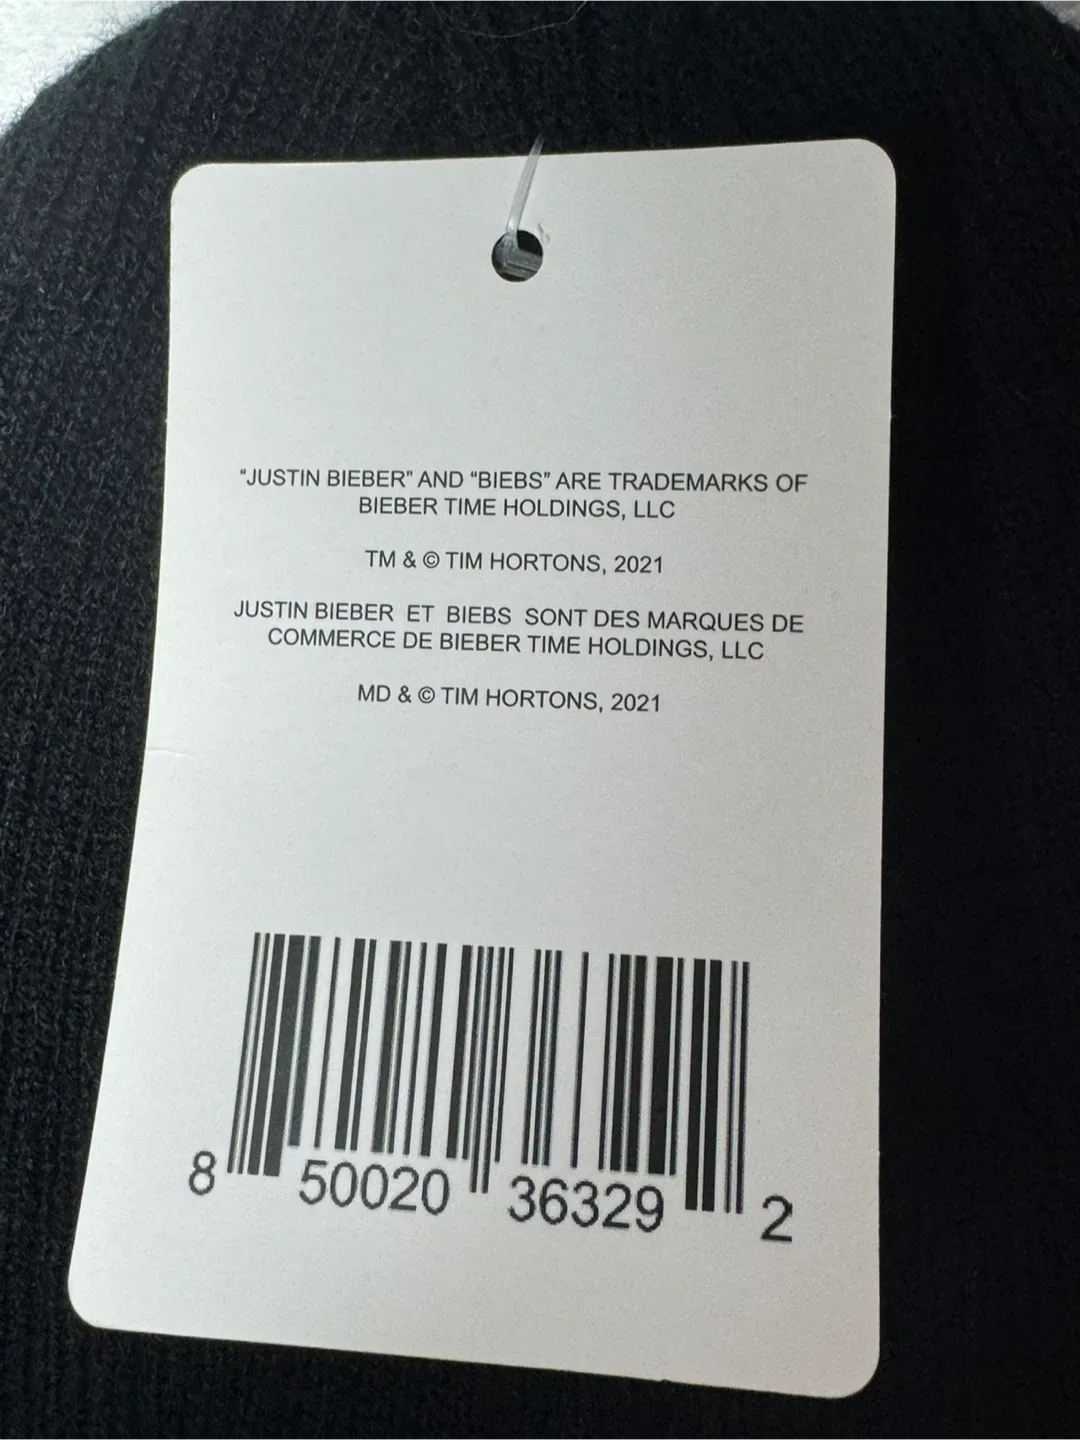 “JUSTIN BIEBER” AND “BIEBS” ARE TRADEMARKS OF
BIEBER TIME HOLDINGS, LLC
TM & © TIM HORTONS, 2021
JUSTIN BIEBER ET BIEBS SONT DES MARQUES DE
COMMERCE DE BIEBER TIME HOLDINGS, LLC
MD & © TIM HORTONS, 2021
8 50020 36329 2